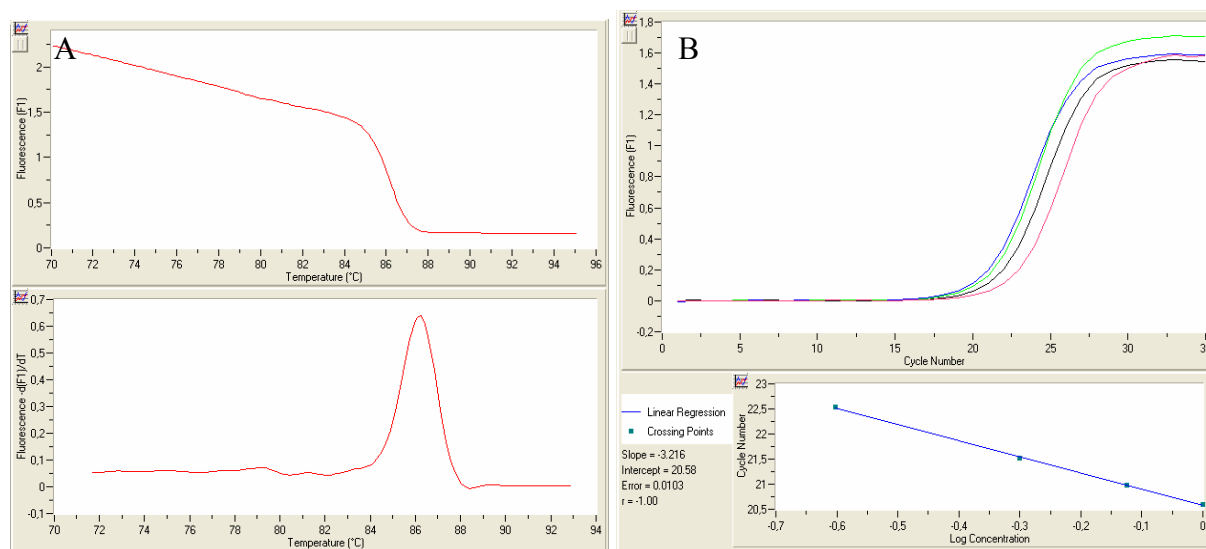 A
Fluorescence (F1)
2
1,5
1
0,5
0
70 72 74 76 78 80 82 84 86 88 90 92 94 96
Temperature (°C)
Fluorescence -d(F1)/dT
0,7
0,6
0,5
0,4
0,3
0,2
0,1
0
-0,1
70 72 74 76 78 80 82 84 86 88 90 92 94
Temperature (°C)
B
Fluorescence (F1)
1,8
1,6
1,4
1,2
1
0,8
0,6
0,4
0,2
0
-0,2
0 5 10 15 20 25 30 35
Cycle Number
Linear Regression
Crossing Points
Slope = -3.216
Intercept = 20.58
Error = 0.0103
r = -1.00
Cycle Number
23
22,5
22
21,5
21
20,5
-0,7 -0,6 -0,5 -0,4 -0,3 -0,2 -0,1 0
Log Concentration